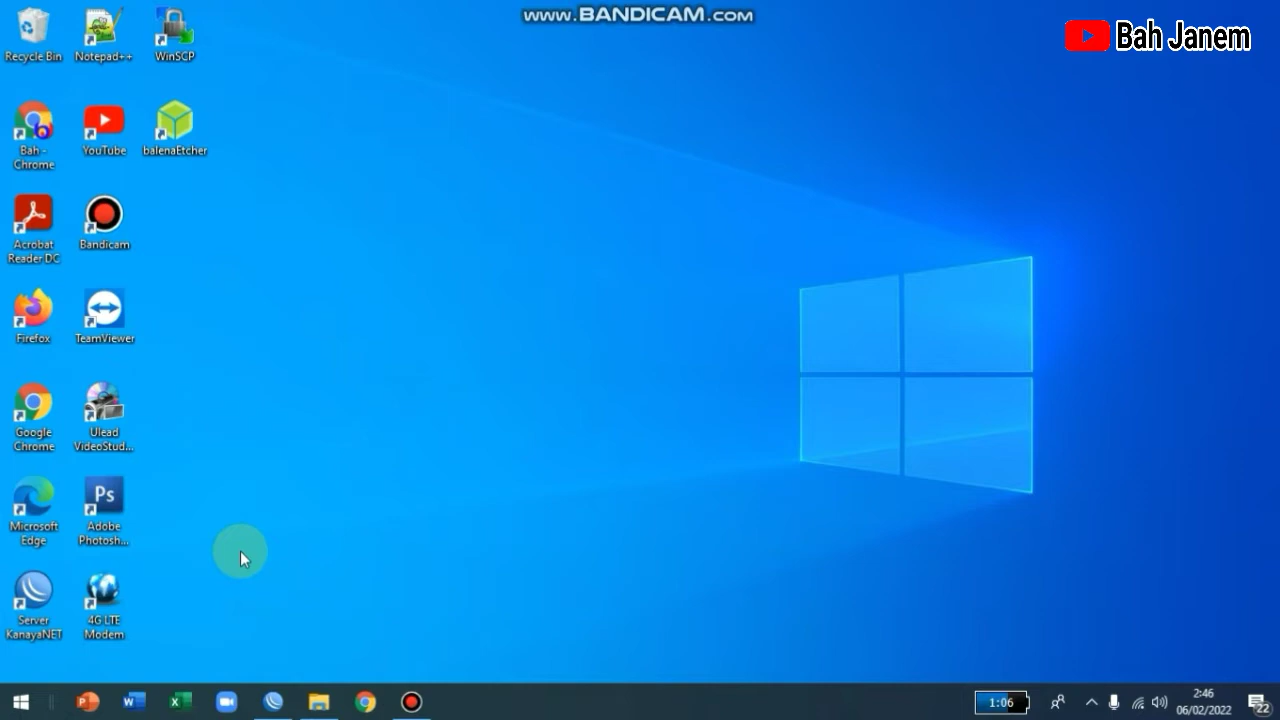 www.BANDICAM.com
Bah Janem
Recycle Bin
Notepad++
WinSCP
Bah -
Chrome
YouTube
balenaEtcher
Acrobat
Reader DC
Bandicam
Firefox
TeamViewer
Google
Chrome
Ulead
VideoStud...
Microsoft
Edge
Ps
Adobe
Photosh...
Server
KanayaNET
4G LTE
Modem
1:06
2:46
06/02/2022
22